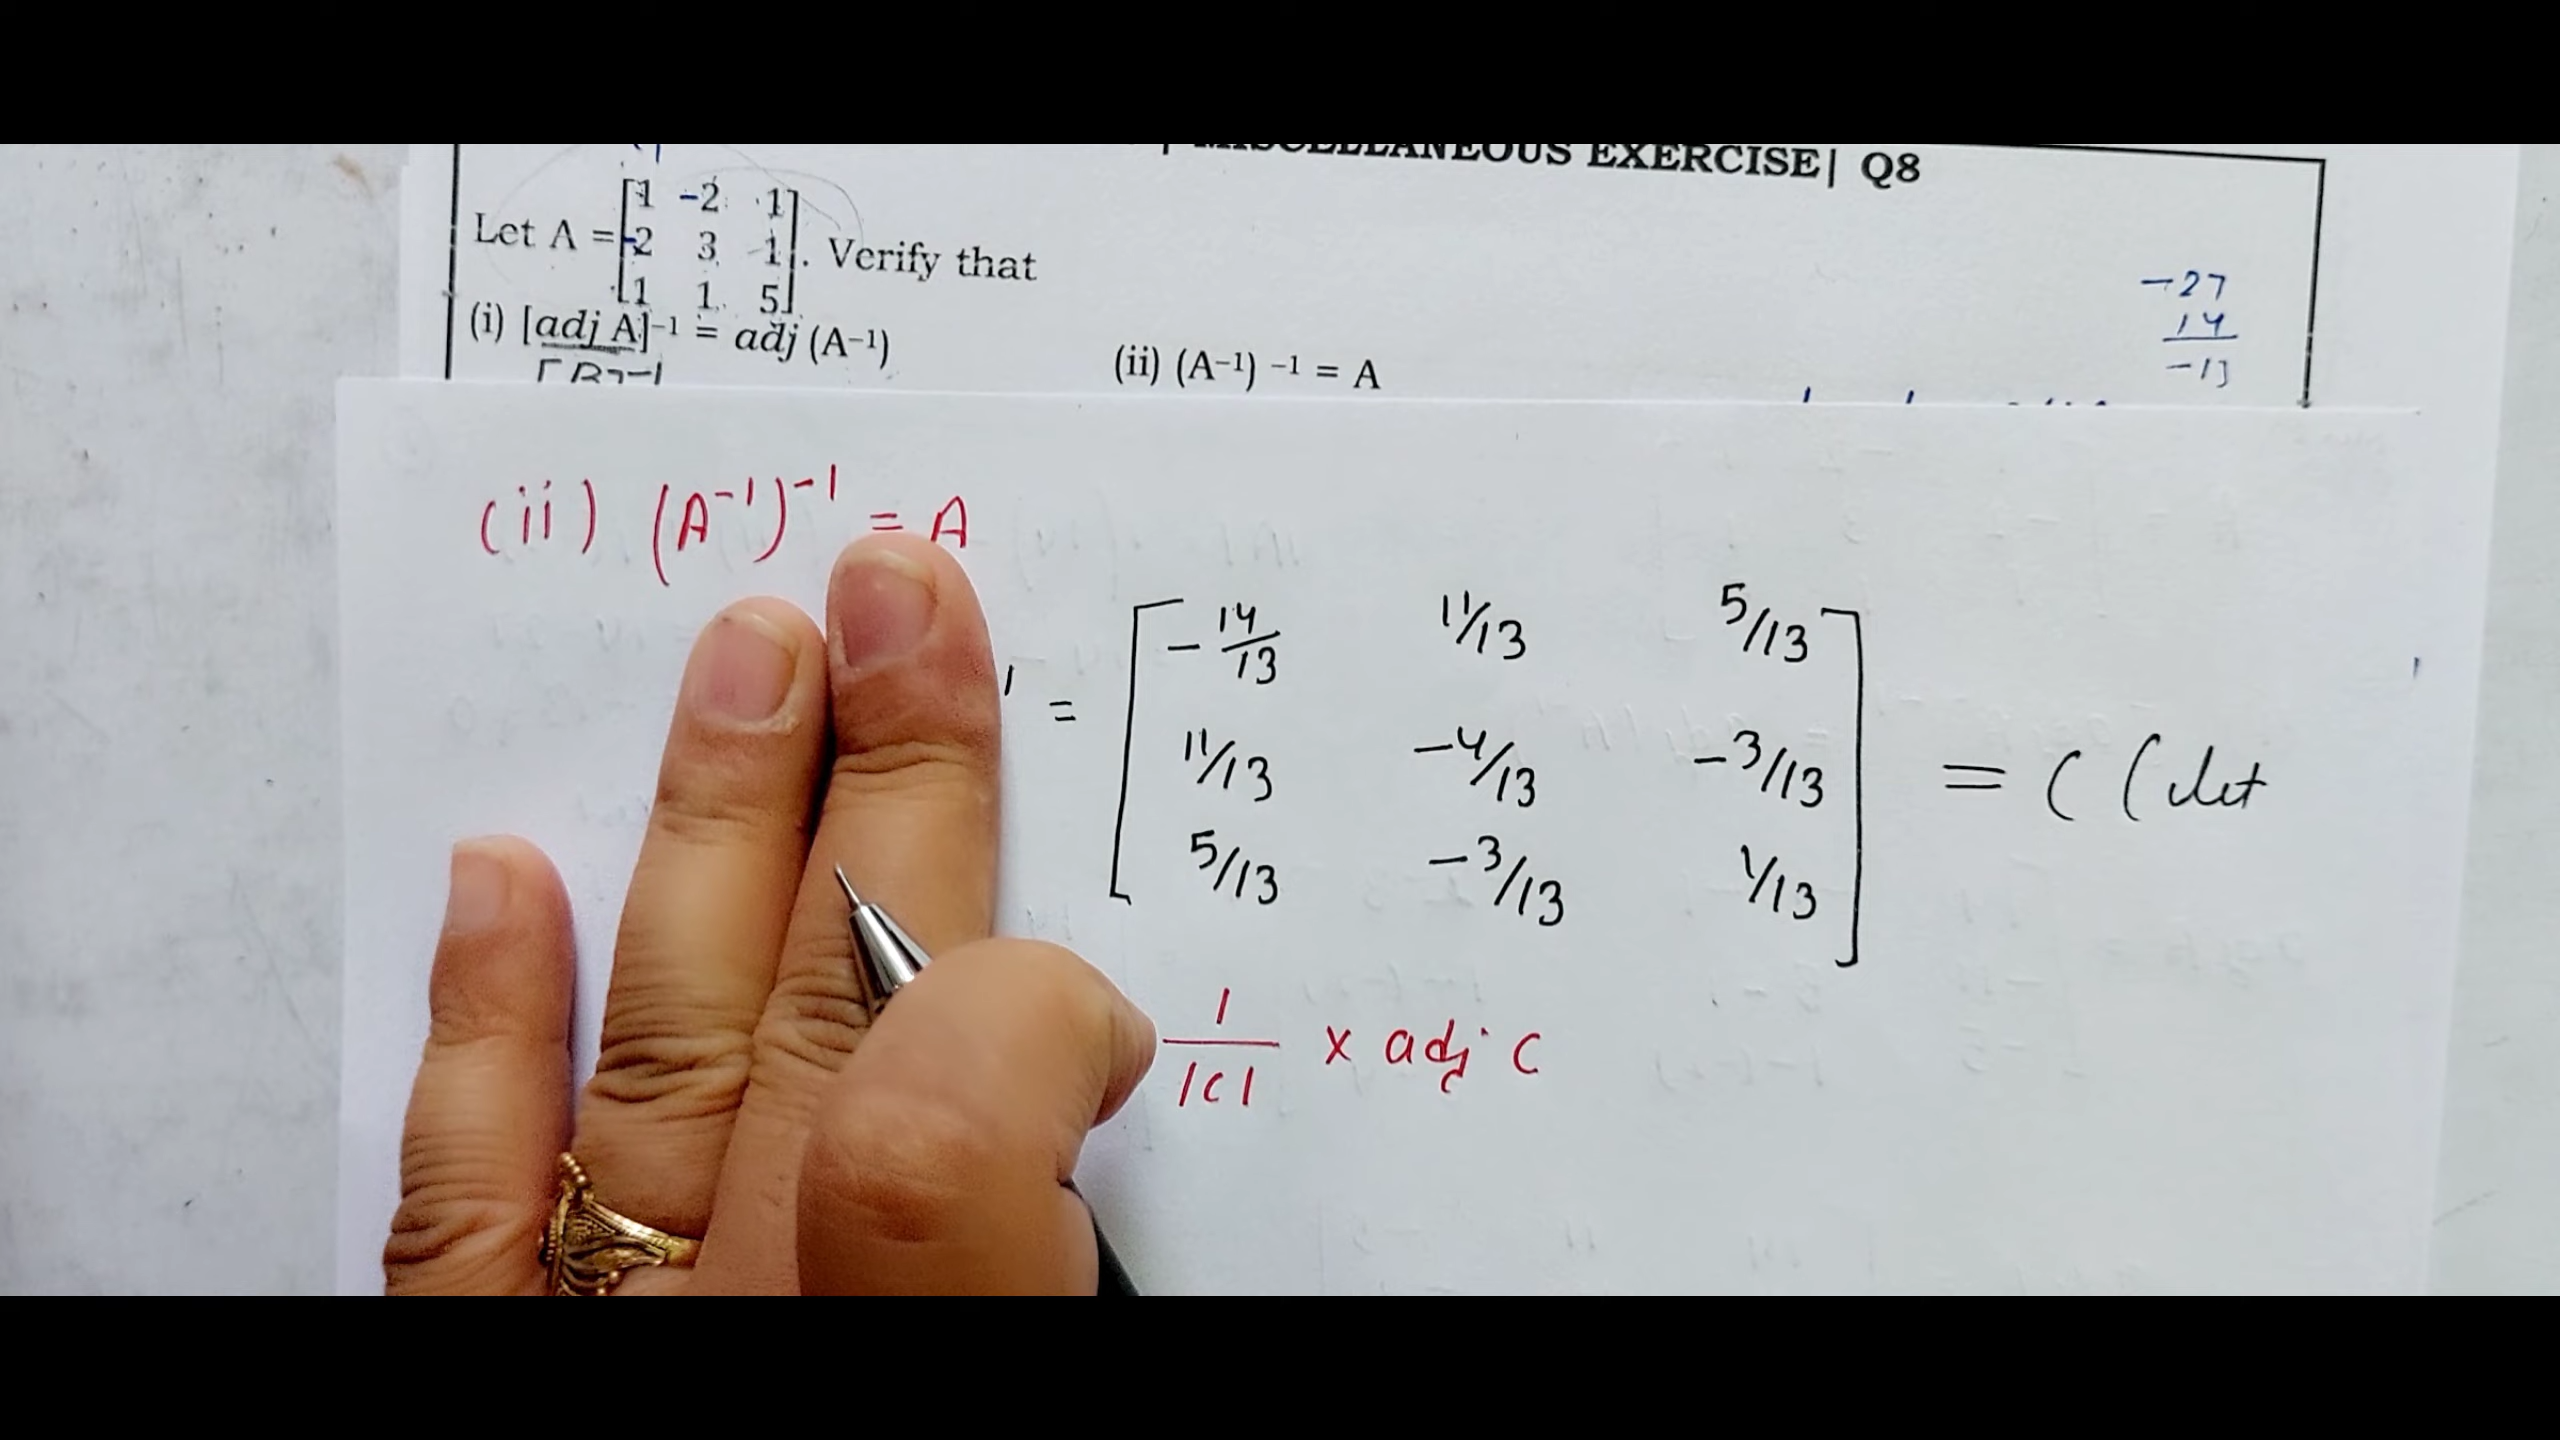 MISCELLANEOUS EXERCISE| Q8
Let A = [1 -2 1
-2 3 1
1 1 5]. Verify that
(i) [adj A]⁻¹ = adj (A⁻¹)
(ii) (A⁻¹) ⁻¹ = A
-27
14
-13
[B]⁻¹
(ii) (A⁻¹)⁻¹ = A
= [-14/13 11/13 5/13
11/13 -4/13 -3/13
5/13 -3/13 1/13] = C (let
1/|C| × adj C